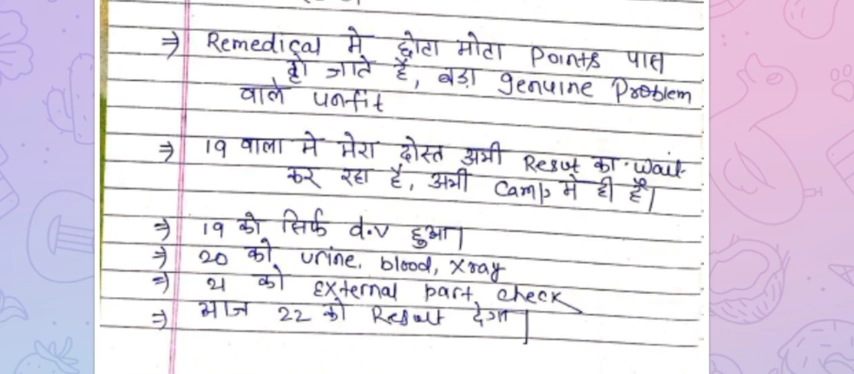 ⇒ Remedical मे छोटा मोटा Points पास
हो जाते है, बड़ा genuine Problem
वाले unfit
⇒ 19 वाला मे मेरा दोस्त अभी Resut का wait
कर रहा है, अभी Camp मे ही है|
⇒ 19 को सिर्फ d.v हुआ|
⇒ 20 को urine, blood, xray
⇒ 21 को external part check
⇒ आज 22 को Result देगा|